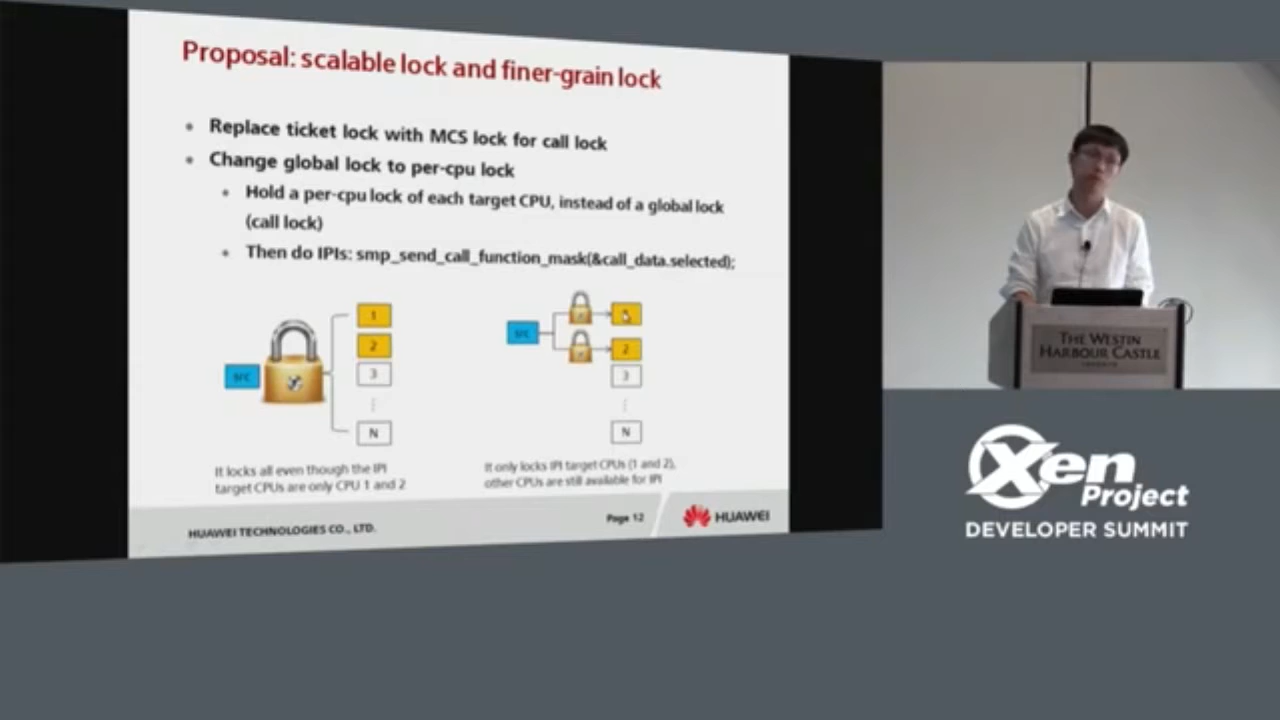 Proposal: scalable lock and finer-grain lock
Replace ticket lock with MCS lock for call lock
Change global lock to per-cpu lock
Hold a per-cpu lock of each target CPU, instead of a global lock
(call lock)
Then do IPIs: smp_send_call_function_mask(&call_data.selected);
src
1
2
3
⋮
N
src
2
3
⋮
N
It locks all even though the IPI
target CPUs are only CPU 1 and 2
It only locks IPI target CPUs (1 and 2),
other CPUs are still available for IPI
HUAWEI TECHNOLOGIES CO., LTD.
Page 12
HUAWEI
THE WESTIN
HARBOUR CASTLE
Xen
Project
DEVELOPER SUMMIT